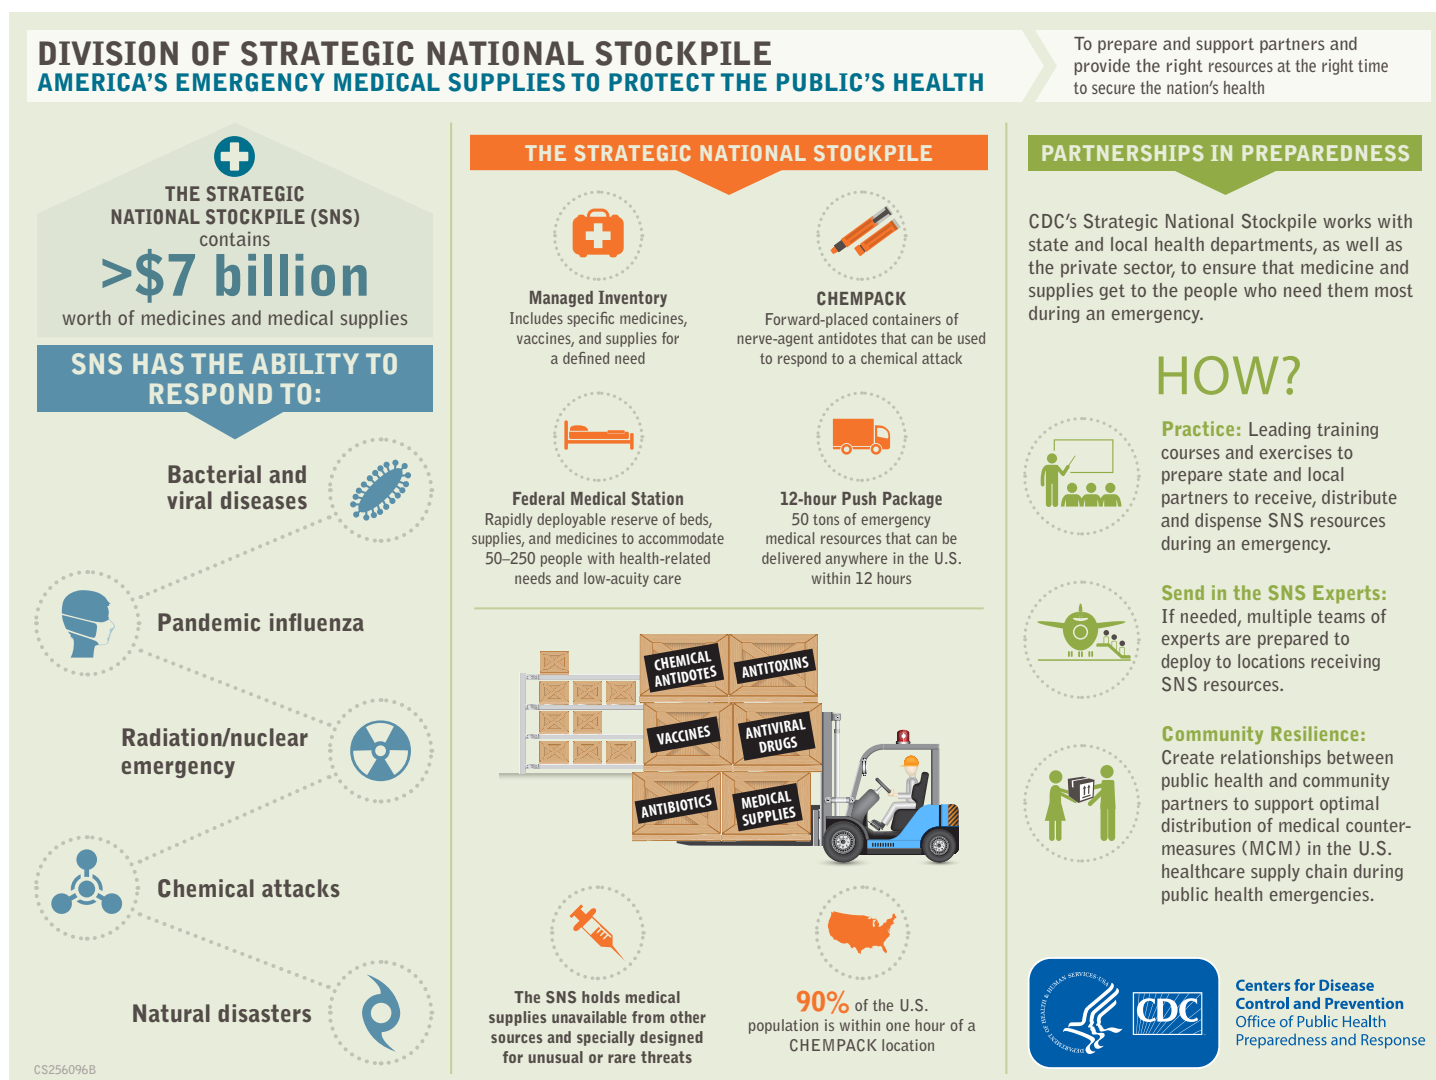 DIVISION OF STRATEGIC NATIONAL STOCKPILE
AMERICA'S EMERGENCY MEDICAL SUPPLIES TO PROTECT THE PUBLIC'S HEALTH
To prepare and support partners and
provide the right resources at the right time
to secure the nation's health
THE STRATEGIC
NATIONAL STOCKPILE (SNS)
contains
>$7 billion
worth of medicines and medical supplies
SNS HAS THE ABILITY TO
RESPOND TO:
Bacterial and
viral diseases
Pandemic influenza
Radiation/nuclear
emergency
Chemical attacks
Natural disasters
CS256096B
THE STRATEGIC NATIONAL STOCKPILE
Managed Inventory
Includes specific medicines,
vaccines, and supplies for
a defined need
CHEMPACK
Forward-placed containers of
nerve-agent antidotes that can be used
to respond to a chemical attack
Federal Medical Station
Rapidly deployable reserve of beds,
supplies, and medicines to accommodate
50–250 people with health-related
needs and low-acuity care
12-hour Push Package
50 tons of emergency
medical resources that can be
delivered anywhere in the U.S.
within 12 hours
CHEMICAL
ANTIDOTES
ANTITOXINS
VACCINES
ANTIVIRAL
DRUGS
ANTIBIOTICS
MEDICAL
SUPPLIES
The SNS holds medical
supplies unavailable from other
sources and specially designed
for unusual or rare threats
90% of the U.S.
population is within one hour of a
CHEMPACK location
PARTNERSHIPS IN PREPAREDNESS
CDC's Strategic National Stockpile works with
state and local health departments, as well as
the private sector, to ensure that medicine and
supplies get to the people who need them most
during an emergency.
HOW?
Practice: Leading training
courses and exercises to
prepare state and local
partners to receive, distribute
and dispense SNS resources
during an emergency.
Send in the SNS Experts:
If needed, multiple teams of
experts are prepared to
deploy to locations receiving
SNS resources.
Community Resilience:
Create relationships between
public health and community
partners to support optimal
distribution of medical counter-
measures (MCM) in the U.S.
healthcare supply chain during
public health emergencies.
DEPARTMENT OF HEALTH & HUMAN SERVICES·USA
CDC
Centers for Disease
Control and Prevention
Office of Public Health
Preparedness and Response